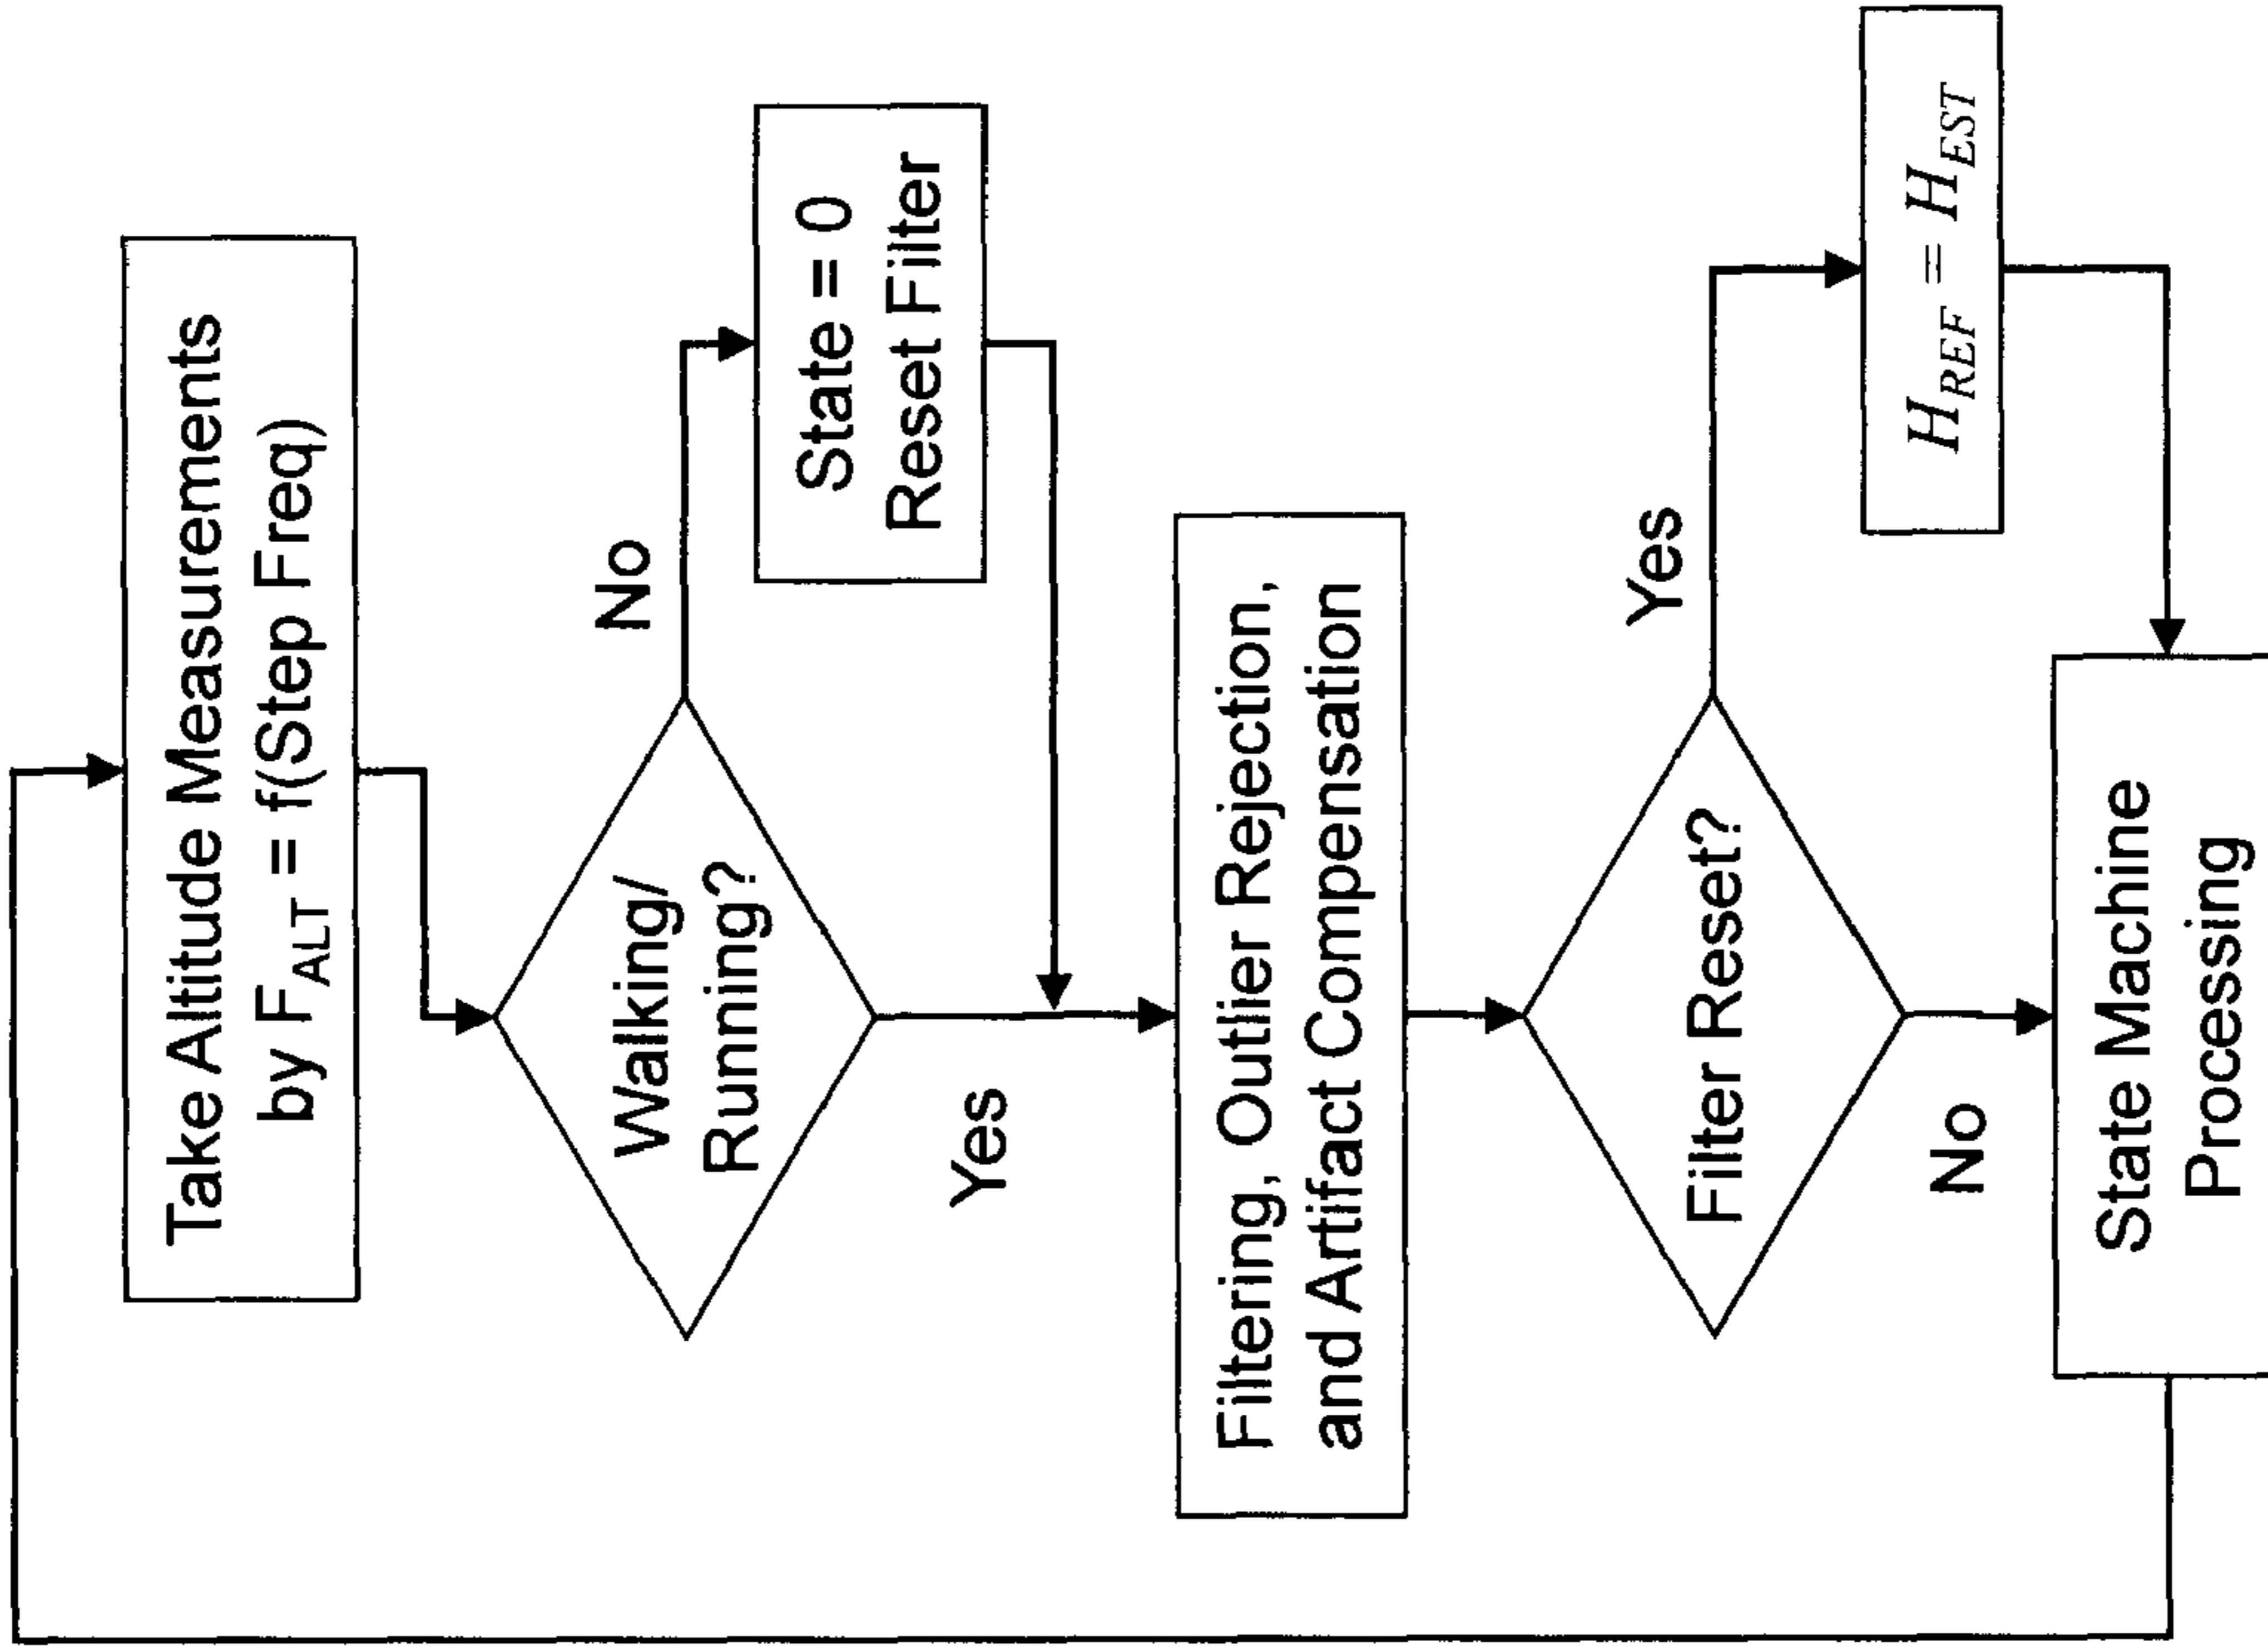 Take Altitude Measurements
by F_ALT = f(Step Freq)
Walking/
Running?
No
State = 0
Reset Filter
Yes
Filtering, Outlier Rejection,
and Artifact Compensation
Filter Reset?
Yes
H_REF = H_EST
No
State Machine
Processing